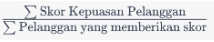 ∑ Skor Kepuasan Pelanggan
∑ Pelanggan yang memberikan skor